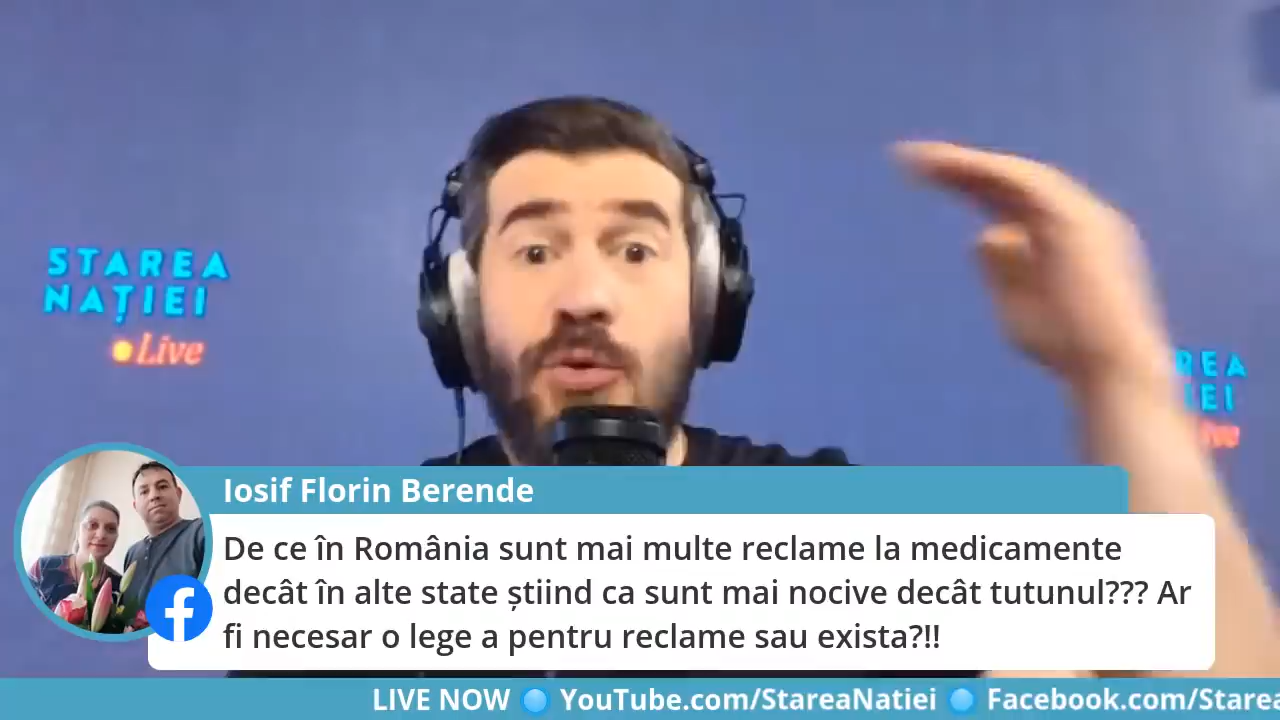 STAREA
NAȚIEI
Live
REA
IEI
Iosif Florin Berende
De ce în România sunt mai multe reclame la medicamente
decât în alte state știind ca sunt mai nocive decât tutunul??? Ar
fi necesar o lege a pentru reclame sau exista?!!
LIVE NOW YouTube.com/StareaNatiei Facebook.com/Starea